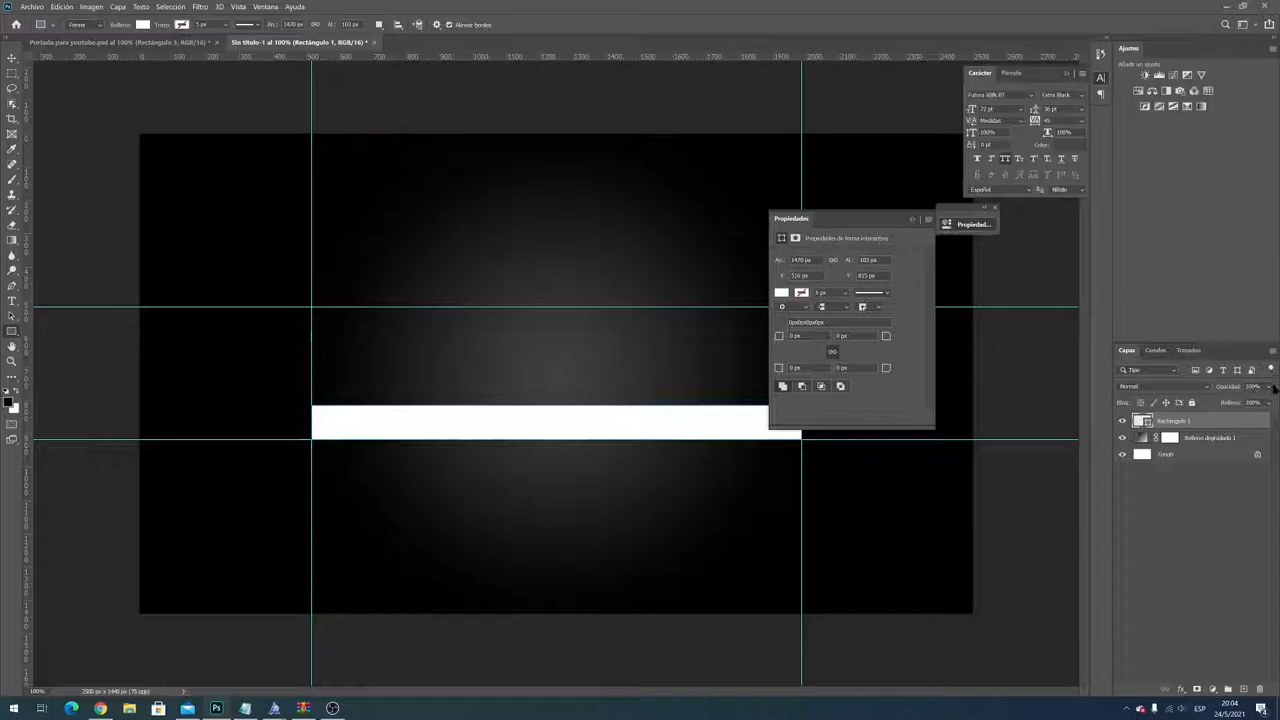 Ps Archivo Edición Imagen Capa Texto Selección Filtro 3D Vista Ventana Ayuda
Forma Relleno: Trazo: 5 px An.: 1470 px AL: 103 px Alinear bordes
Portada para youtube.psd al 100% (Rectángulo 3, RGB/16) * × Sin título-1 al 100% (Rectángulo 1, RGB/16) * ×
Ajustes
Añadir un ajuste
Carácter Párrafo
Futura XBlk BT Extra Black
72 pt 36 pt
Medidas 45
100% 100%
0 pt Color:
Español Nítido
Propiedades
Propiedad...
Propiedades de forma interactiva
An.: 1470 px AL: 103 px
X: 516 px Y: 815 px
5 px
0px0px0px0px
0 px 0 px
0 px 0 px
Capas Canales Trazados
Tipo
Normal Opacidad: 100%
Bloq.: Relleno: 100%
Rectángulo 1
Relleno degradado 1
Fondo
100% 2500 px x 1440 px (75 ppp)
ESP
20:04
24/5/2021